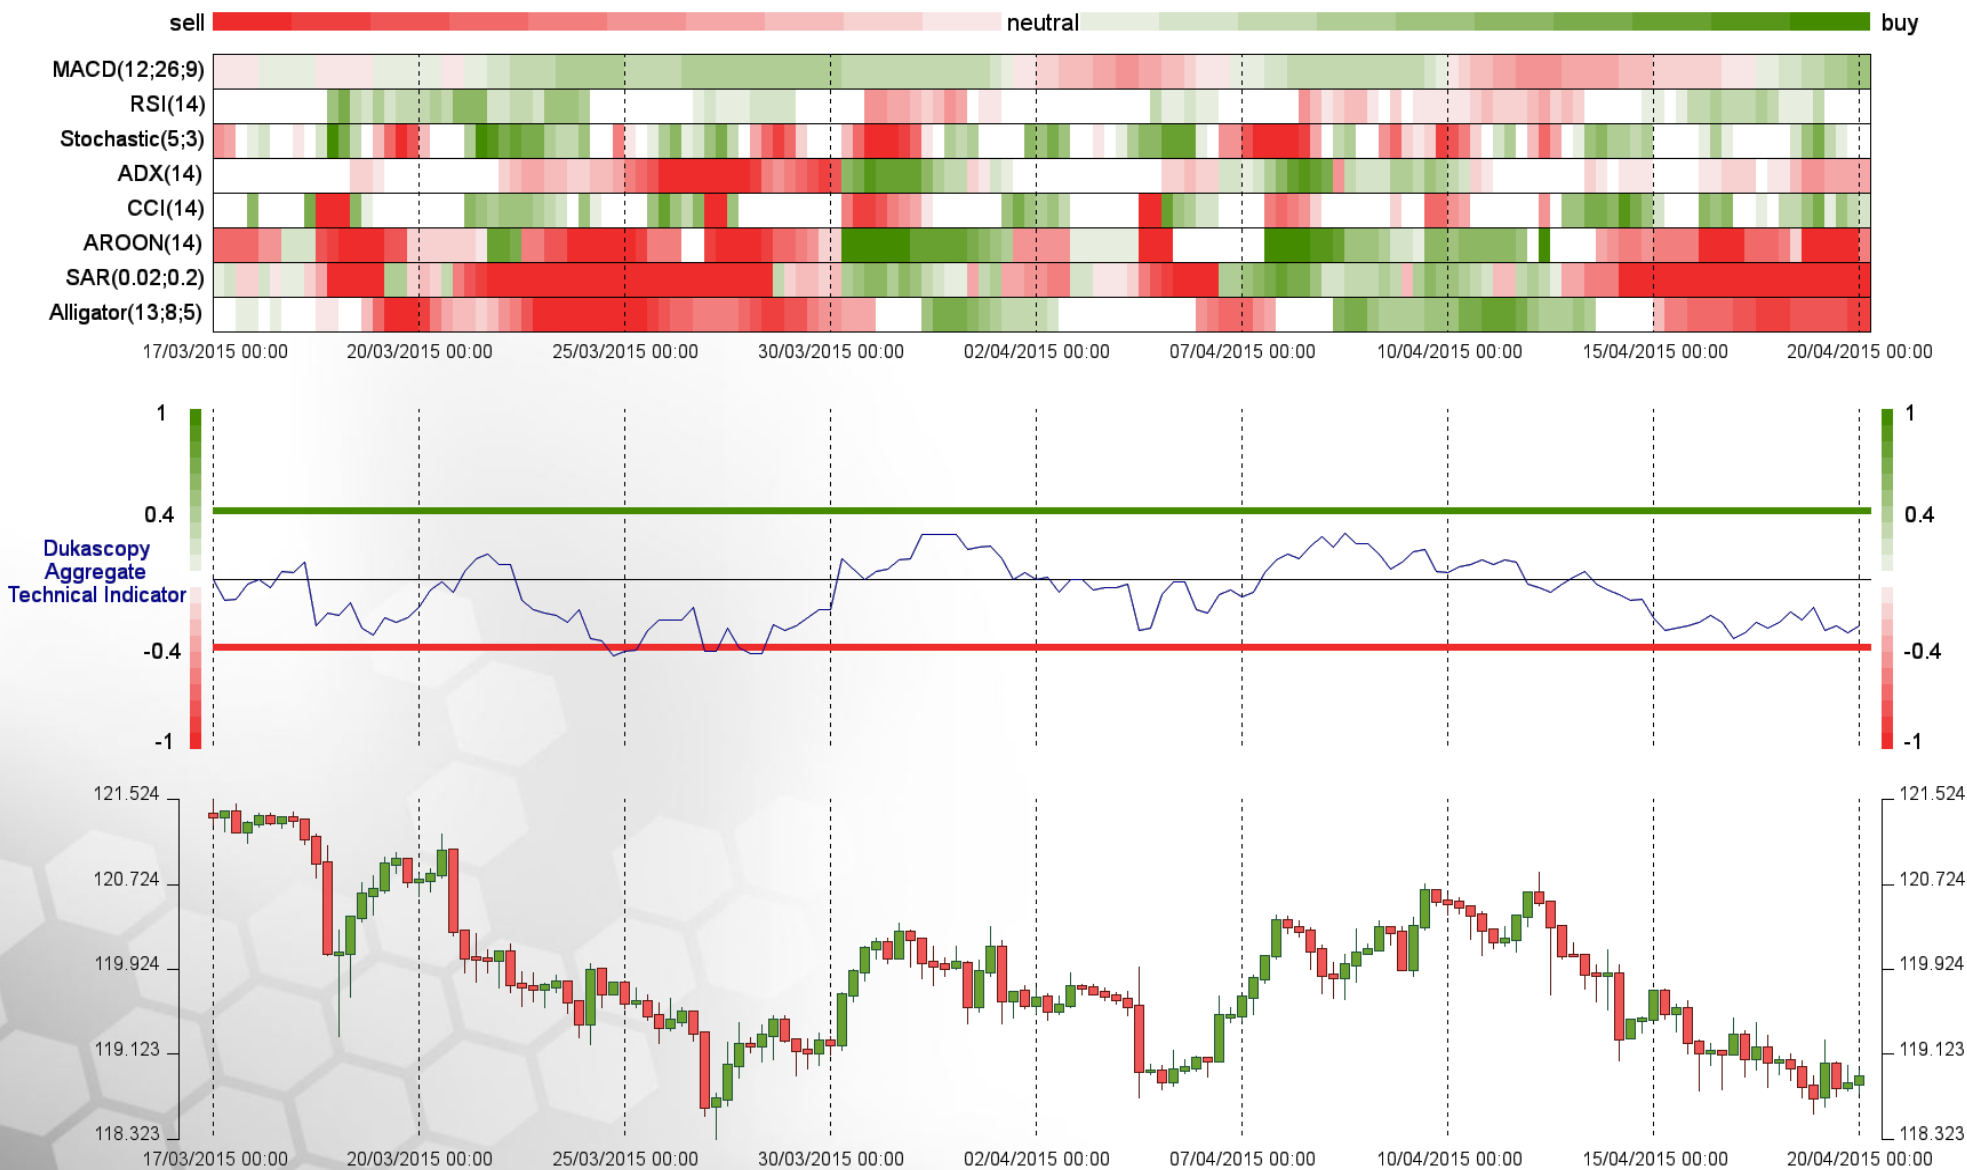 sell neutral buy
MACD(12;26;9)
RSI(14)
Stochastic(5;3)
ADX(14)
CCI(14)
AROON(14)
SAR(0.02;0.2)
Alligator(13;8;5)
17/03/2015 00:00 20/03/2015 00:00 25/03/2015 00:00 30/03/2015 00:00 02/04/2015 00:00 07/04/2015 00:00 10/04/2015 00:00 15/04/2015 00:00 20/04/2015 00:00
1 1
0.4 0.4
Dukascopy
Aggregate
Technical Indicator
-0.4 -0.4
-1 -1
121.524 121.524
120.724 120.724
119.924 119.924
119.123 119.123
118.323 118.323
17/03/2015 00:00 20/03/2015 00:00 25/03/2015 00:00 30/03/2015 00:00 02/04/2015 00:00 07/04/2015 00:00 10/04/2015 00:00 15/04/2015 00:00 20/04/2015 00:00